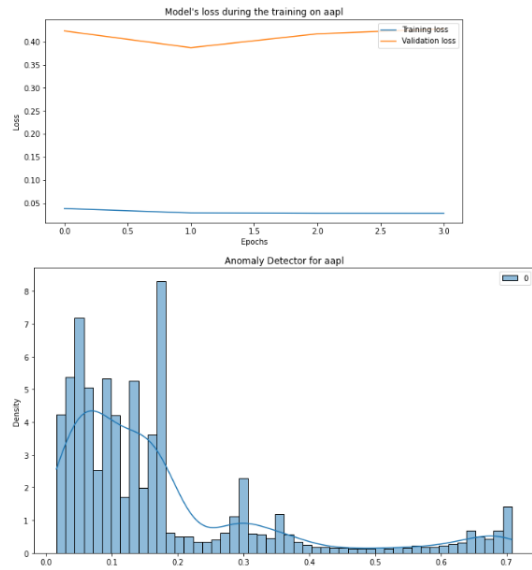 Model's loss during the training on aapl
Training loss
Validation loss
0.40
0.35
0.30
0.25
0.20
0.15
0.10
0.05
Loss
0.0 0.5 1.0 1.5 2.0 2.5 3.0
Epochs
Anomaly Detector for aapl
0
8
7
6
5
4
3
2
1
0
Density
0.0 0.1 0.2 0.3 0.4 0.5 0.6 0.7